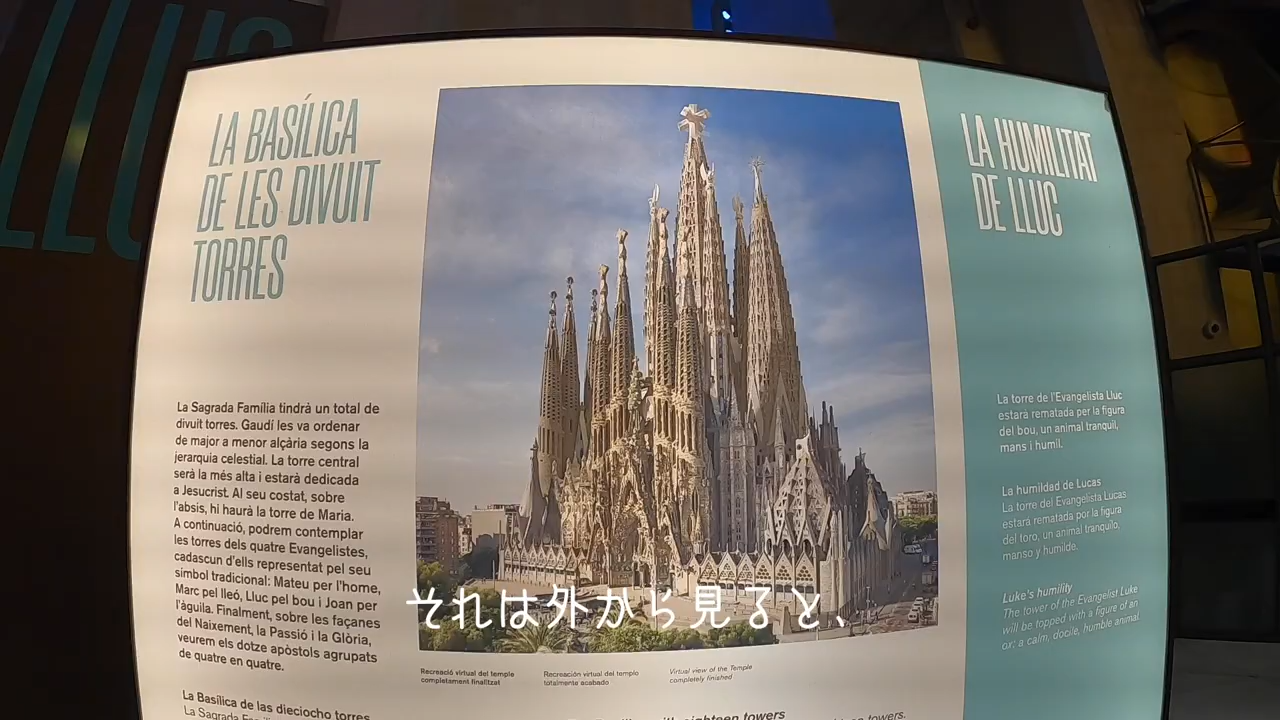 LLUC
LA BASÍLICA
DE LES DIVUIT
TORRES
La Sagrada Família tindrà un total de
divuit torres. Gaudí les va ordenar
de major a menor alçària segons la
jerarquia celestial. La torre central
serà la més alta i estarà dedicada
a Jesucrist. Al seu costat, sobre
l'absis, hi haurà la torre de Maria.
A continuació, podrem contemplar
les torres dels quatre Evangelistes,
cadascun d'ells representat pel seu
símbol tradicional: Mateu per l'home,
Marc pel lleó, Lluc pel bou i Joan per
l'àguila. Finalment, sobre les façanes
del Naixement, la Passió i la Glòria,
veurem els dotze apòstols agrupats
de quatre en quatre.
La Basílica de las dieciocho torres
La Sagrada
Recreació virtual del temple
completament finalitzat
Recreación virtual del templo
totalmente acabado
Virtual view of the Temple
completely finished
with eighteen towers
towers.
それは外から見ると、
LA HUMILITAT
DE LLUC
La torre de l'Evangelista Lluc
estarà rematada per la figura
del bou, un animal tranquil,
mans i humil.
La humildad de Lucas
La torre del Evangelista Lucas
estará rematada por la figura
del toro, un animal tranquilo,
manso y humilde.
Luke's humility
The tower of the Evangelist Luke
will be topped with a figure of an
ox; a calm, docile, humble animal.